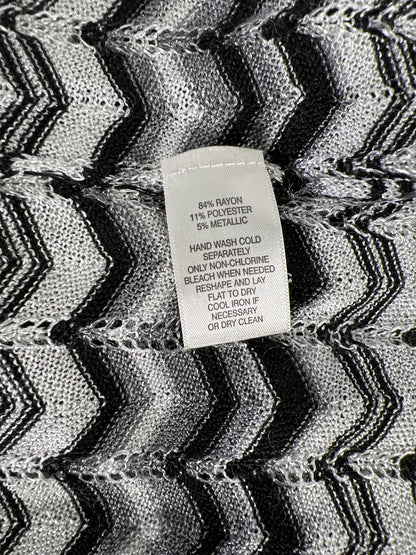 84% RAYON
11% POLYESTER
5% METALLIC
HAND WASH COLD
SEPARATELY
ONLY NON-CHLORINE
BLEACH WHEN NEEDED
RESHAPE AND LAY
FLAT TO DRY
COOL IRON IF
NECESSARY
OR DRY CLEAN